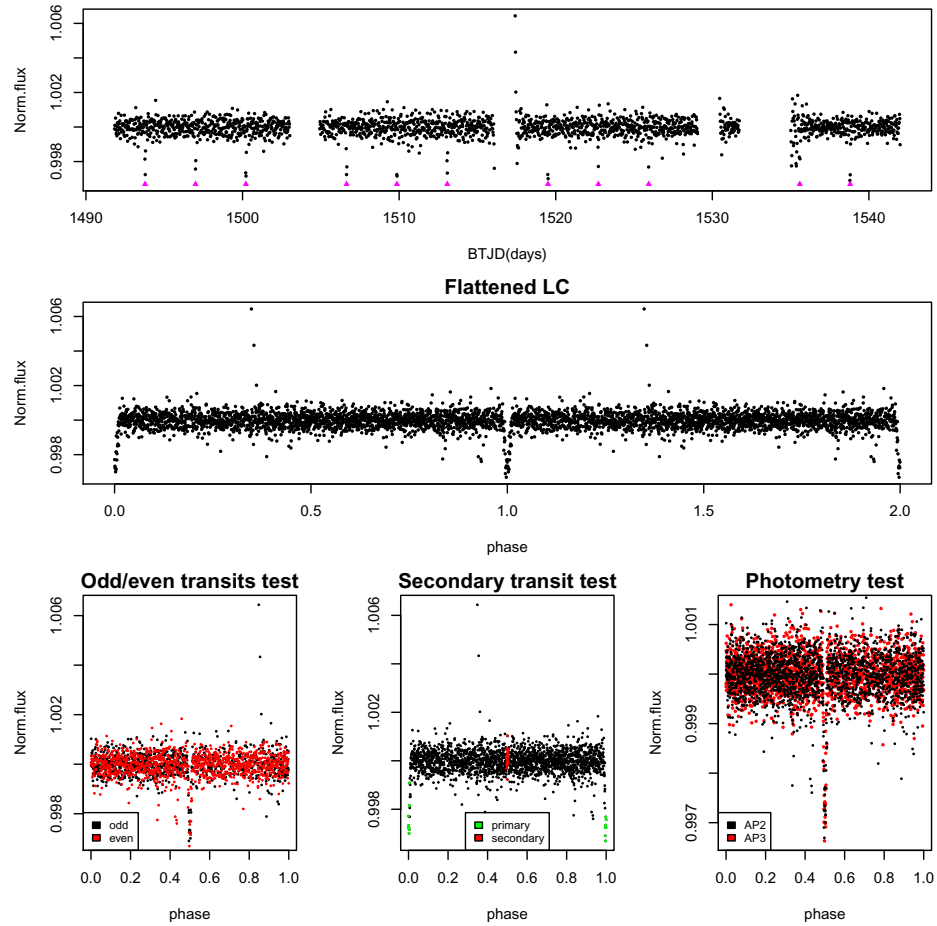 Norm.flux
0.998 1.002 1.006
1490 1500 1510 1520 1530 1540
BTJD(days)
Flattened LC
Norm.flux
0.998 1.002 1.006
0.0 0.5 1.0 1.5 2.0
phase
Odd/even transits test
Norm.flux
0.998 1.002 1.006
odd
even
0.0 0.2 0.4 0.6 0.8 1.0
phase
Secondary transit test
Norm.flux
0.998 1.002 1.006
primary
secondary
0.0 0.2 0.4 0.6 0.8 1.0
phase
Photometry test
Norm.flux
0.997 0.999 1.001
AP2
AP3
0.0 0.2 0.4 0.6 0.8 1.0
phase